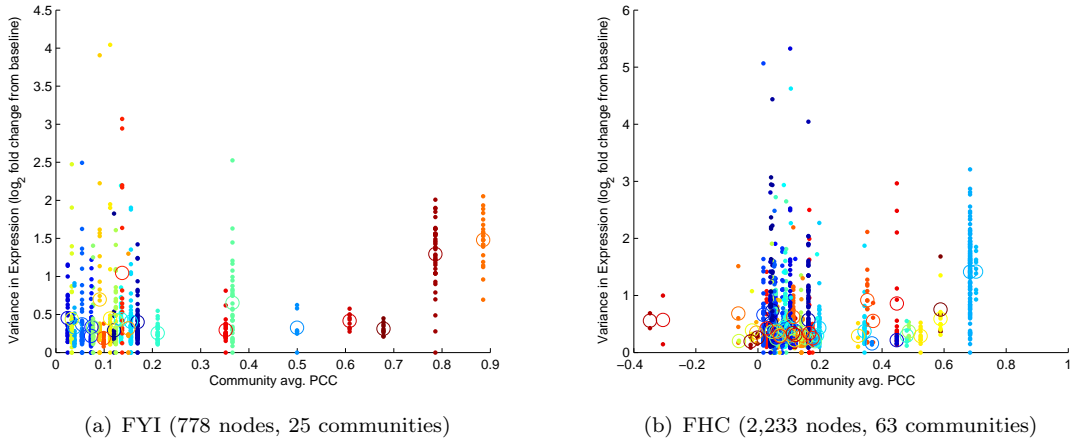 4.5
4
3.5
3
2.5
2
1.5
1
0.5
0
Variance in Expression (log2 fold change from baseline)
0 0.1 0.2 0.3 0.4 0.5 0.6 0.7 0.8 0.9
Community avg. PCC
(a) FYI (778 nodes, 25 communities)
6
5
4
3
2
1
0
Variance in Expression (log2 fold change from baseline)
−0.4 −0.2 0 0.2 0.4 0.6 0.8 1
Community avg. PCC
(b) FHC (2,233 nodes, 63 communities)